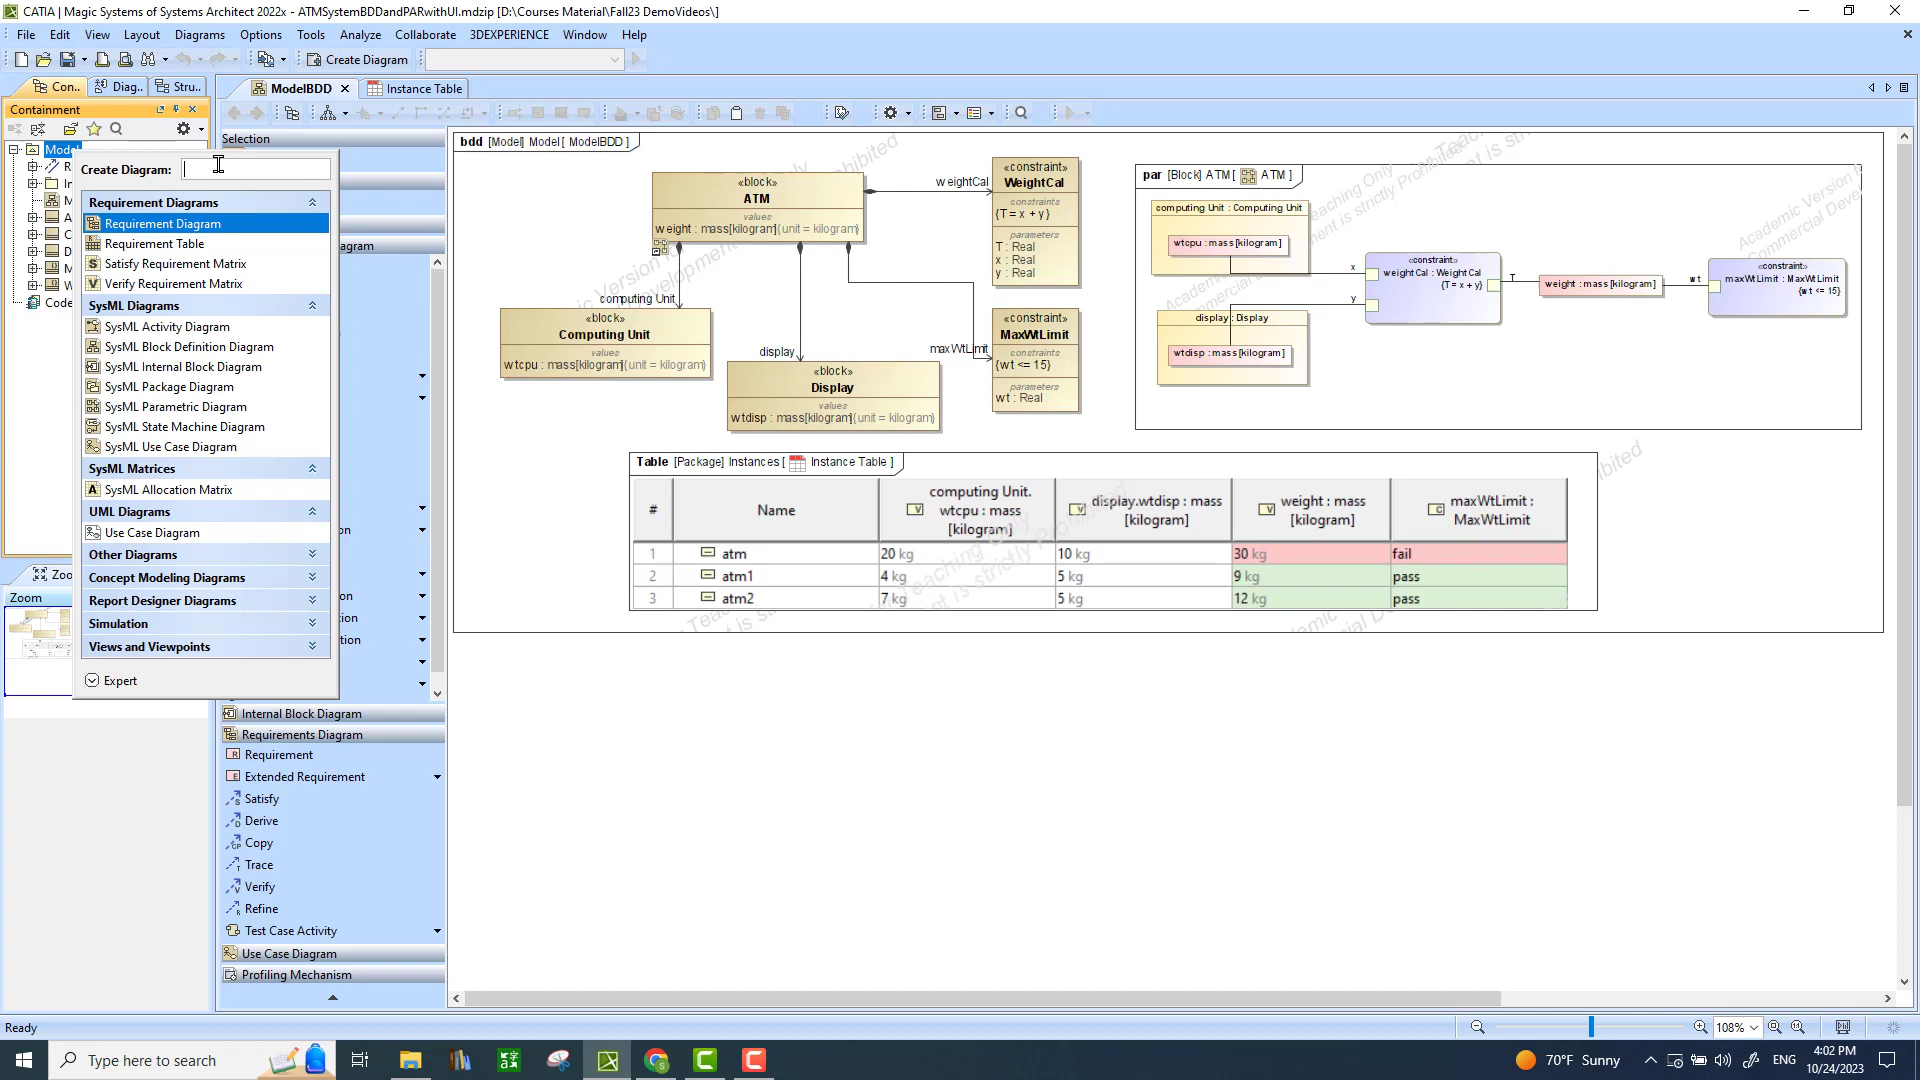 CATIA | Magic Systems of Systems Architect 2022x - ATMSystemBDDandPARwithUI.mdzip [D:\Courses Material\Fall23 DemoVideos\]
File Edit View Layout Diagrams Options Tools Analyze Collaborate 3DEXPERIENCE Window Help
Create Diagram
Con.. Diag.. Stru..
ModelBDD Instance Table
Containment
Model
Code
Zoo
Zoom
Create Diagram:
Requirement Diagrams
Requirement Diagram
Requirement Table
Satisfy Requirement Matrix
Verify Requirement Matrix
SysML Diagrams
SysML Activity Diagram
SysML Block Definition Diagram
SysML Internal Block Diagram
SysML Package Diagram
SysML Parametric Diagram
SysML State Machine Diagram
SysML Use Case Diagram
SysML Matrices
SysML Allocation Matrix
UML Diagrams
Use Case Diagram
Other Diagrams
Concept Modeling Diagrams
Report Designer Diagrams
Simulation
Views and Viewpoints
Expert
Selection
agram
on
on
tion
tion
Internal Block Diagram
Requirements Diagram
Requirement
Extended Requirement
Satisfy
Derive
Copy
Trace
Verify
Refine
Test Case Activity
Use Case Diagram
Profiling Mechanism
bdd [Model] Model [ ModelBDD ]
«block»
ATM
values
weight : mass[kilogram]{unit = kilogram}
weightCal
«constraint»
WeightCal
constraints
{T = x + y}
parameters
T : Real
x : Real
y : Real
computing Unit
«block»
Computing Unit
values
wtcpu : mass[kilogram]{unit = kilogram}
display
«block»
Display
values
wtdisp : mass[kilogram]{unit = kilogram}
maxWtLimit
«constraint»
MaxWtLimit
constraints
{wt <= 15}
parameters
wt : Real
par [Block] ATM [ ATM ]
computing Unit : Computing Unit
wtcpu : mass[kilogram]
display : Display
wtdisp : mass[kilogram]
x
y
«constraint»
weightCal : WeightCal
{T = x + y}
T
weight : mass[kilogram]
wt
«constraint»
maxWtLimit : MaxWtLimit
{wt <= 15}
Table [Package] Instances [ Instance Table ]
# Name computing Unit. wtcpu : mass [kilogram] display.wtdisp : mass [kilogram] weight : mass [kilogram] maxWtLimit : MaxWtLimit
1 atm 20 kg 10 kg 30 kg fail
2 atm1 4 kg 5 kg 9 kg pass
3 atm2 7 kg 5 kg 12 kg pass
Ready
108%
Type here to search
70°F Sunny
ENG
4:02 PM
10/24/2023